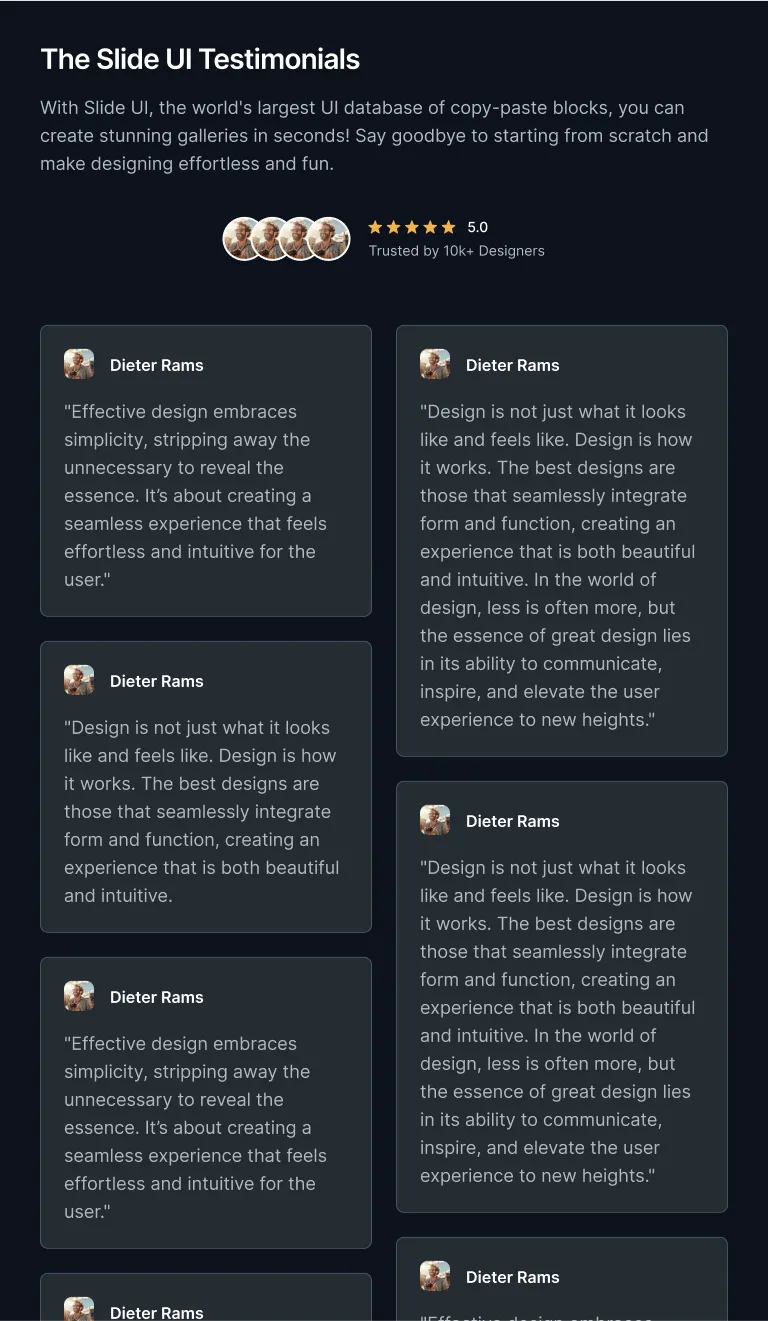 The Slide UI Testimonials
With Slide UI, the world's largest UI database of copy-paste blocks, you can
create stunning galleries in seconds! Say goodbye to starting from scratch and
make designing effortless and fun.
5.0
Trusted by 10k+ Designers
Dieter Rams
"Effective design embraces
simplicity, stripping away the
unnecessary to reveal the
essence. It’s about creating a
seamless experience that feels
effortless and intuitive for the
user."
Dieter Rams
"Design is not just what it looks
like and feels like. Design is how
it works. The best designs are
those that seamlessly integrate
form and function, creating an
experience that is both beautiful
and intuitive.
Dieter Rams
"Effective design embraces
simplicity, stripping away the
unnecessary to reveal the
essence. It’s about creating a
seamless experience that feels
effortless and intuitive for the
user."
Dieter Rams
Dieter Rams
"Design is not just what it looks
like and feels like. Design is how
it works. The best designs are
those that seamlessly integrate
form and function, creating an
experience that is both beautiful
and intuitive. In the world of
design, less is often more, but
the essence of great design lies
in its ability to communicate,
inspire, and elevate the user
experience to new heights."
Dieter Rams
"Design is not just what it looks
like and feels like. Design is how
it works. The best designs are
those that seamlessly integrate
form and function, creating an
experience that is both beautiful
and intuitive. In the world of
design, less is often more, but
the essence of great design lies
in its ability to communicate,
inspire, and elevate the user
experience to new heights."
Dieter Rams
"Effective design embraces